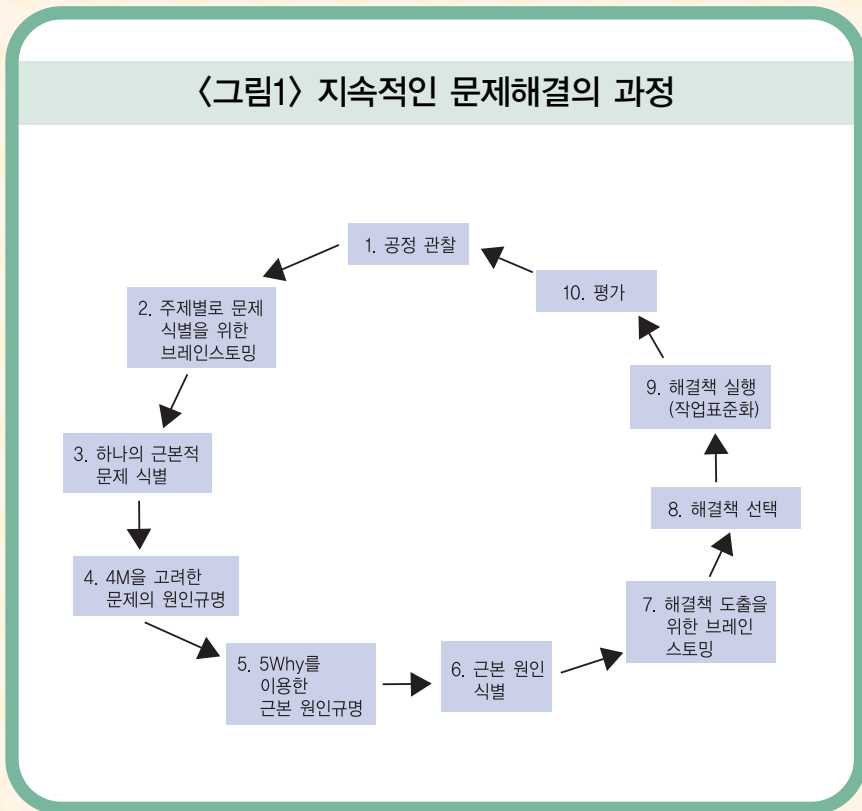 〈그림1〉 지속적인 문제해결의 과정
1. 공정 관찰
2. 주제별로 문제
식별을 위한
브레인스토밍
3. 하나의 근본적
문제 식별
4. 4M을 고려한
문제의 원인규명
5. 5Why를
이용한
근본 원인규명
6. 근본 원인
식별
7. 해결책 도출을
위한 브레인
스토밍
8. 해결책 선택
9. 해결책 실행
(작업표준화)
10. 평가